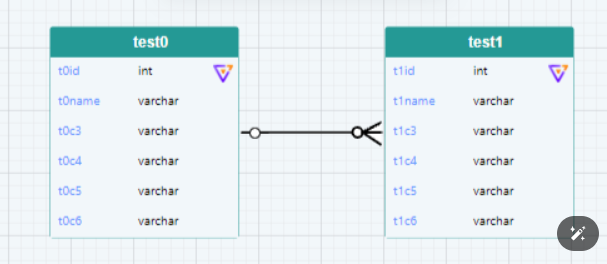 test0
t0id int
t0name varchar
t0c3 varchar
t0c4 varchar
t0c5 varchar
t0c6 varchar
test1
t1id int
t1name varchar
t1c3 varchar
t1c4 varchar
t1c5 varchar
t1c6 varchar